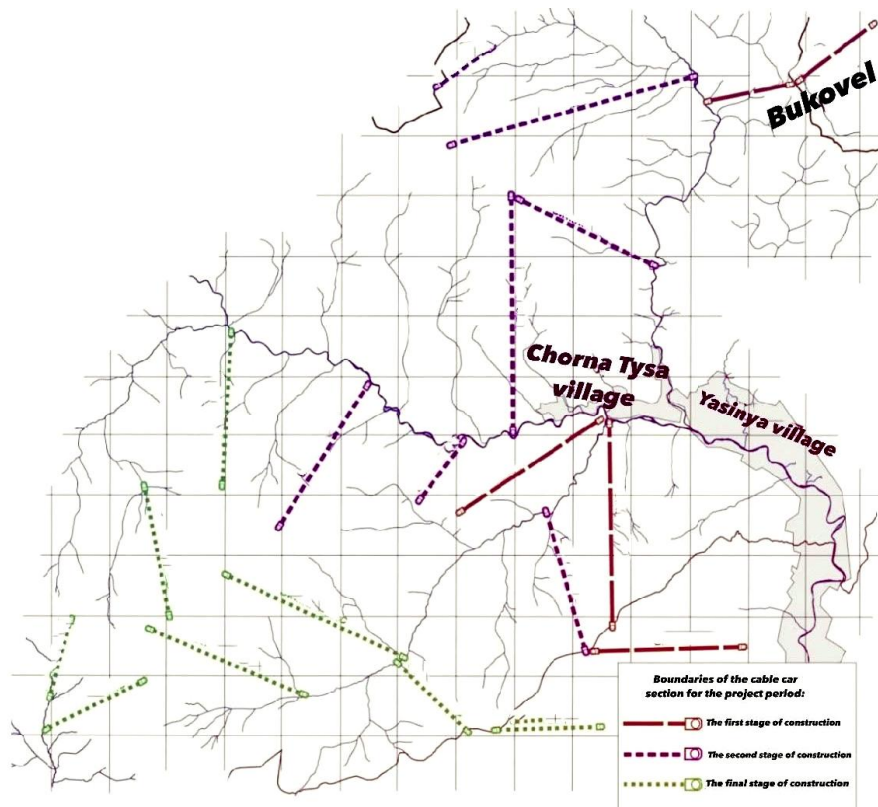 Bukovel
Chorna Tysa
village
Yasinya village
Boundaries of the cable car
section for the project period:
The first stage of construction
The second stage of construction
The final stage of construction